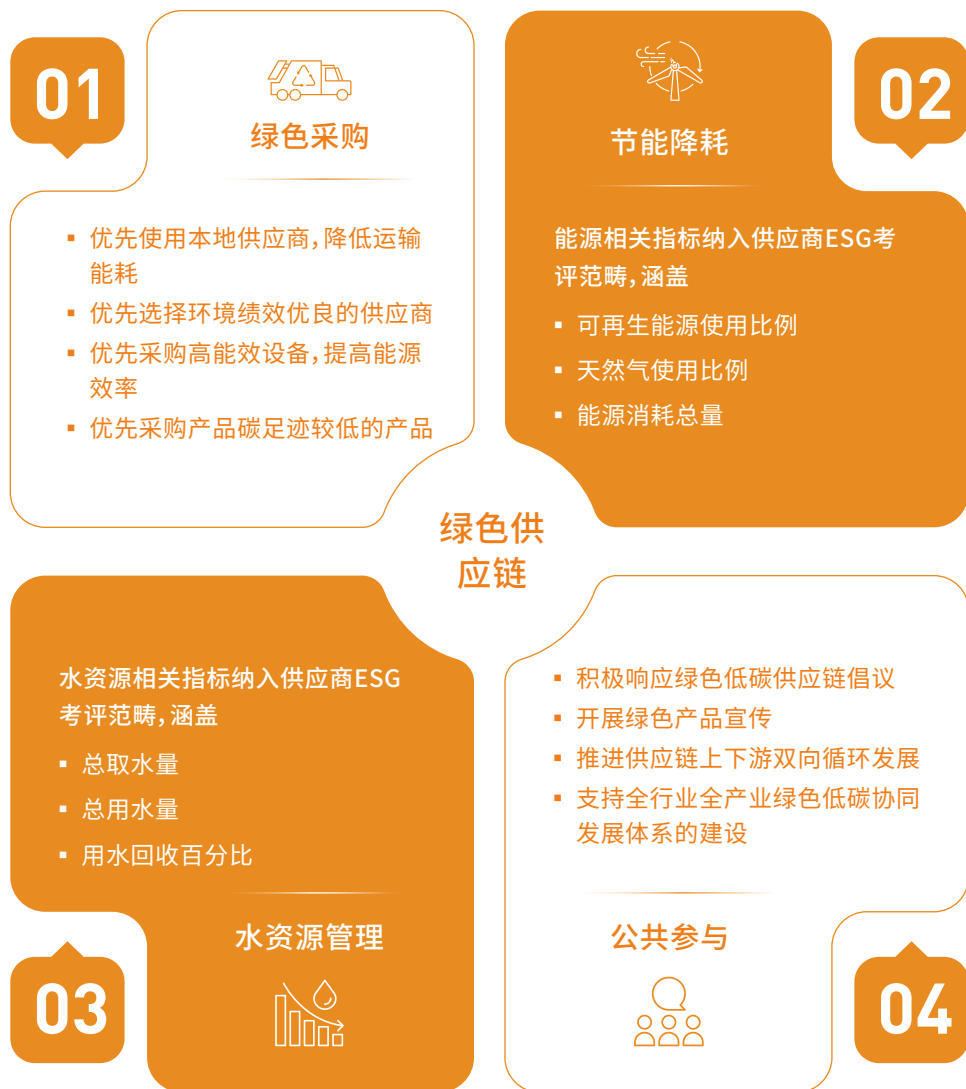 01
绿色采购
▪ 优先使用本地供应商，降低运输
能耗
▪ 优先选择环境绩效优良的供应商
▪ 优先采购高能效设备，提高能源
效率
▪ 优先采购产品碳足迹较低的产品
02
节能降耗
能源相关指标纳入供应商ESG考
评范畴，涵盖
▪ 可再生能源使用比例
▪ 天然气使用比例
▪ 能源消耗总量
绿色供
应链
水资源相关指标纳入供应商ESG
考评范畴，涵盖
▪ 总取水量
▪ 总用水量
▪ 用水回收百分比
水资源管理
03
▪ 积极响应绿色低碳供应链倡议
▪ 开展绿色产品宣传
▪ 推进供应链上下游双向循环发展
▪ 支持全行业全产业绿色低碳协同
发展体系的建设
公共参与
04